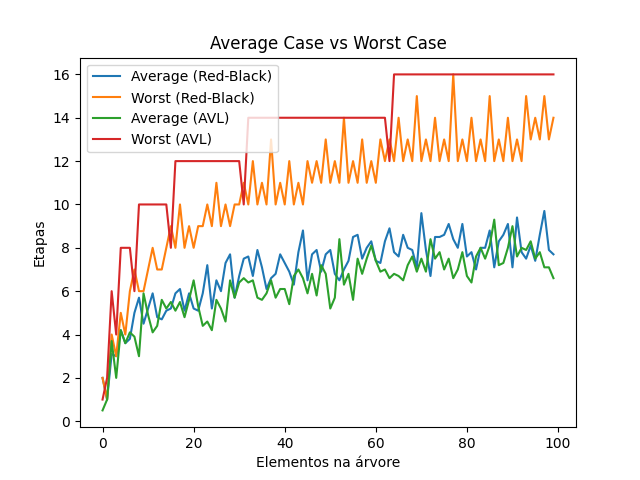 Average Case vs Worst Case
Average (Red-Black)
Worst (Red-Black)
Average (AVL)
Worst (AVL)
16
14
12
10
8
6
4
2
0
Etapas
0 20 40 60 80 100
Elementos na árvore